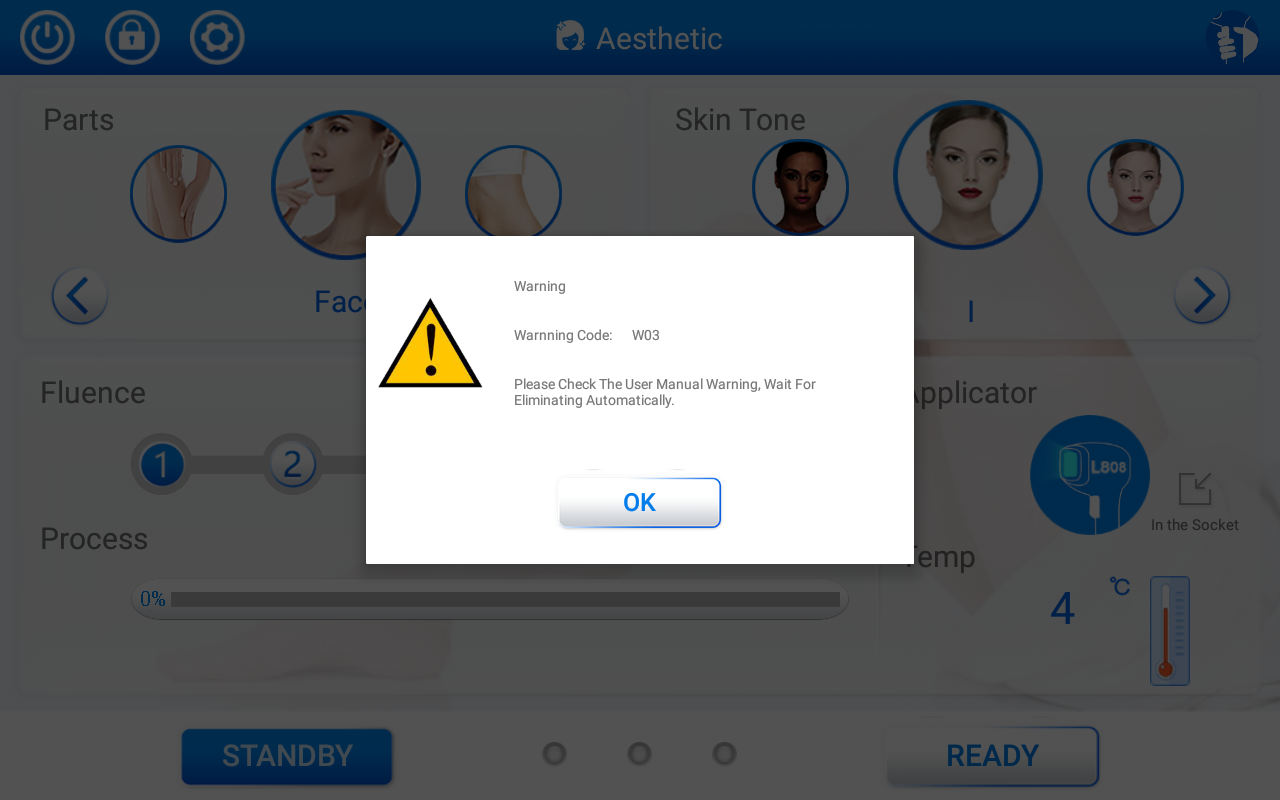 Aesthetic
Parts
Skin Tone
Warning
Warnning Code: W03
Please Check The User Manual Warning, Wait For
Eliminating Automatically.
OK
Face
I
Fluence
1
2
Applicator
L808
In the Socket
Process
0%
Temp
4
°C
STANDBY
READY